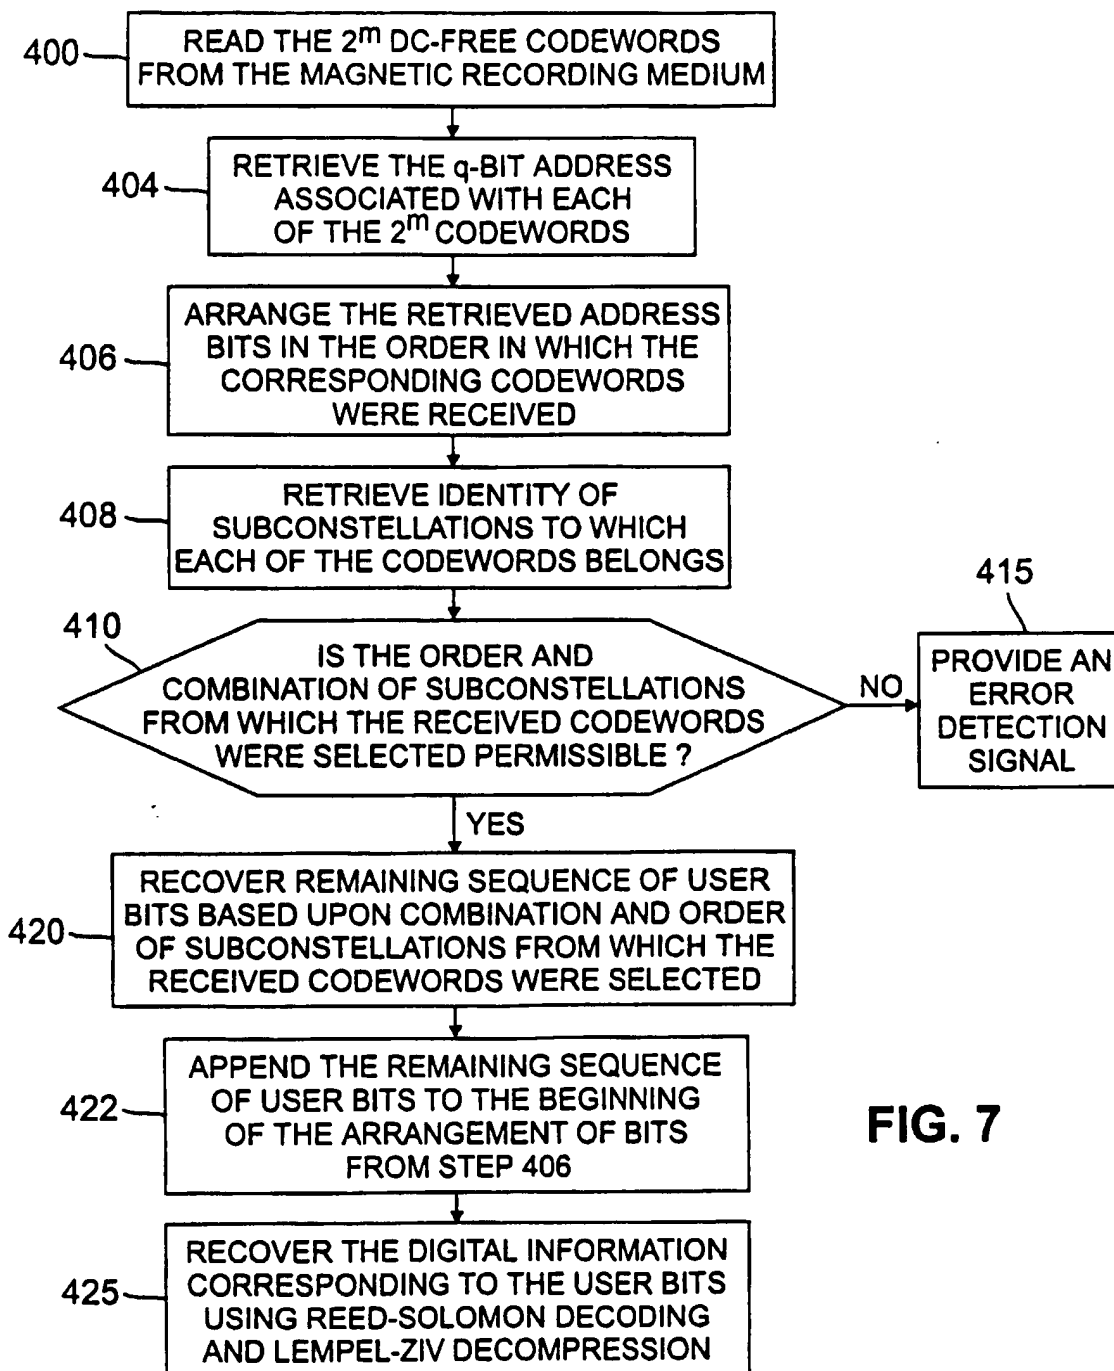 400
READ THE 2ᵐ DC-FREE CODEWORDS
FROM THE MAGNETIC RECORDING MEDIUM
404
RETRIEVE THE q-BIT ADDRESS
ASSOCIATED WITH EACH
OF THE 2ᵐ CODEWORDS
406
ARRANGE THE RETRIEVED ADDRESS
BITS IN THE ORDER IN WHICH THE
CORRESPONDING CODEWORDS
WERE RECEIVED
408
RETRIEVE IDENTITY OF
SUBCONSTELLATIONS TO WHICH
EACH OF THE CODEWORDS BELONGS
410
IS THE ORDER AND
COMBINATION OF SUBCONSTELLATIONS
FROM WHICH THE RECEIVED CODEWORDS
WERE SELECTED PERMISSIBLE ?
NO
415
PROVIDE AN
ERROR
DETECTION
SIGNAL
YES
420
RECOVER REMAINING SEQUENCE OF USER
BITS BASED UPON COMBINATION AND ORDER
OF SUBCONSTELLATIONS FROM WHICH THE
RECEIVED CODEWORDS WERE SELECTED
422
APPEND THE REMAINING SEQUENCE
OF USER BITS TO THE BEGINNING
OF THE ARRANGEMENT OF BITS
FROM STEP 406
FIG. 7
425
RECOVER THE DIGITAL INFORMATION
CORRESPONDING TO THE USER BITS
USING REED-SOLOMON DECODING
AND LEMPEL-ZIV DECOMPRESSION